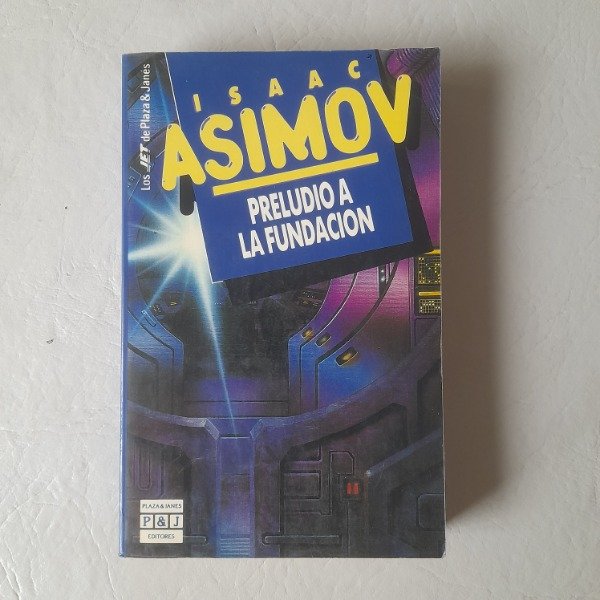 Los JET de Plaza & Janés
ISAAC
ASIMOV
PRELUDIO A
LA FUNDACION
PLAZA & JANES
P & J
EDITORES